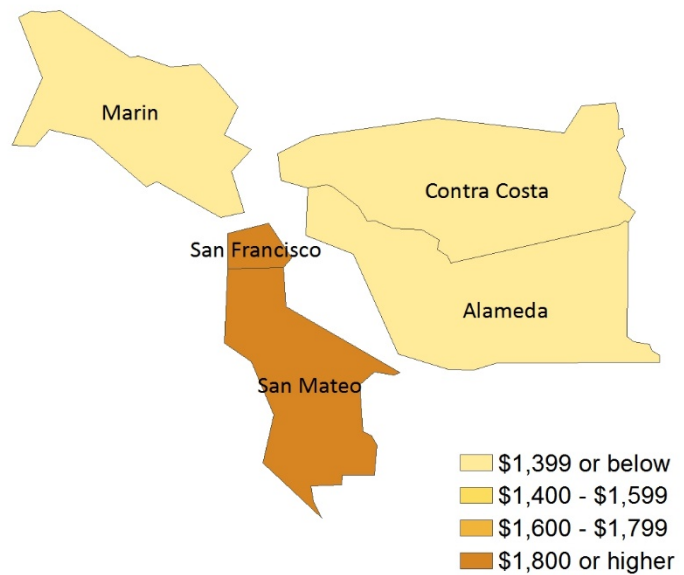 Marin
Contra Costa
San Francisco
Alameda
San Mateo
$1,399 or below
$1,400 - $1,599
$1,600 - $1,799
$1,800 or higher